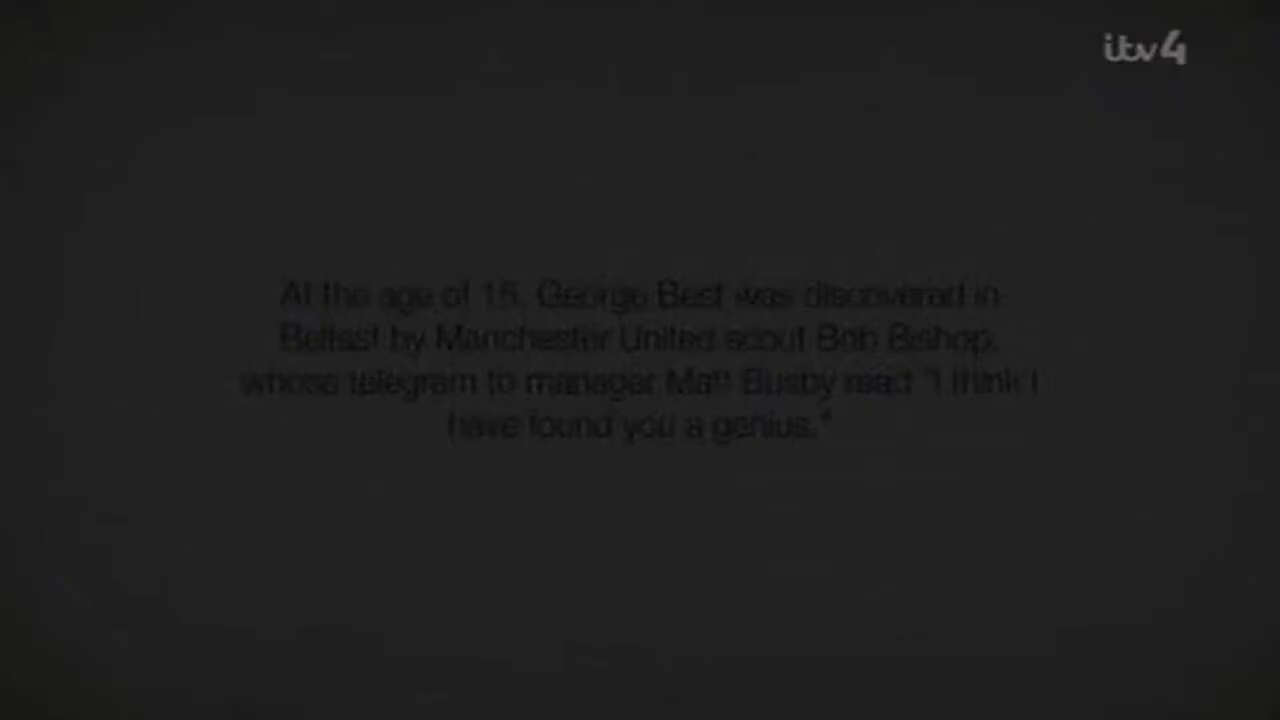 itv4
At the age of 15, George Best was discovered in
Belfast by Manchester United scout Bob Bishop,
whose telegram to manager Matt Busby read "I think I
have found you a genius."